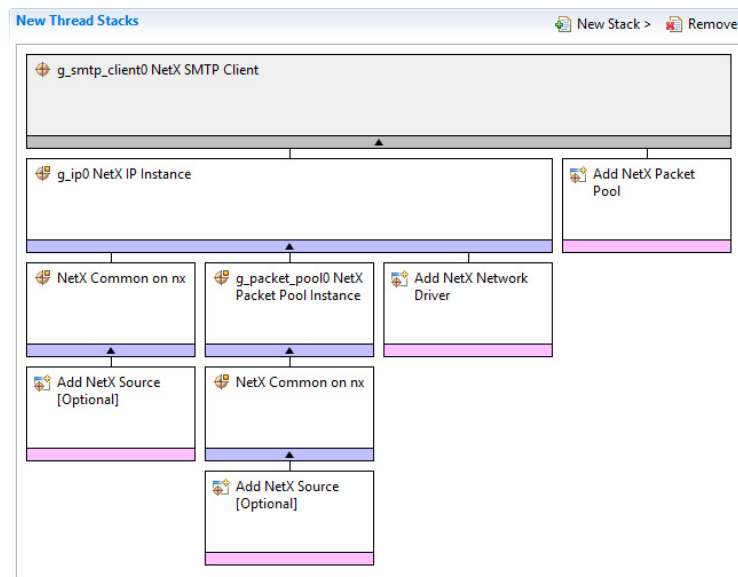 New Thread Stacks
New Stack >
Remove
g_smtp_client0 NetX SMTP Client
g_ip0 NetX IP Instance
Add NetX Packet
Pool
NetX Common on nx
g_packet_pool0 NetX
Packet Pool Instance
Add NetX Network
Driver
Add NetX Source
[Optional]
NetX Common on nx
Add NetX Source
[Optional]